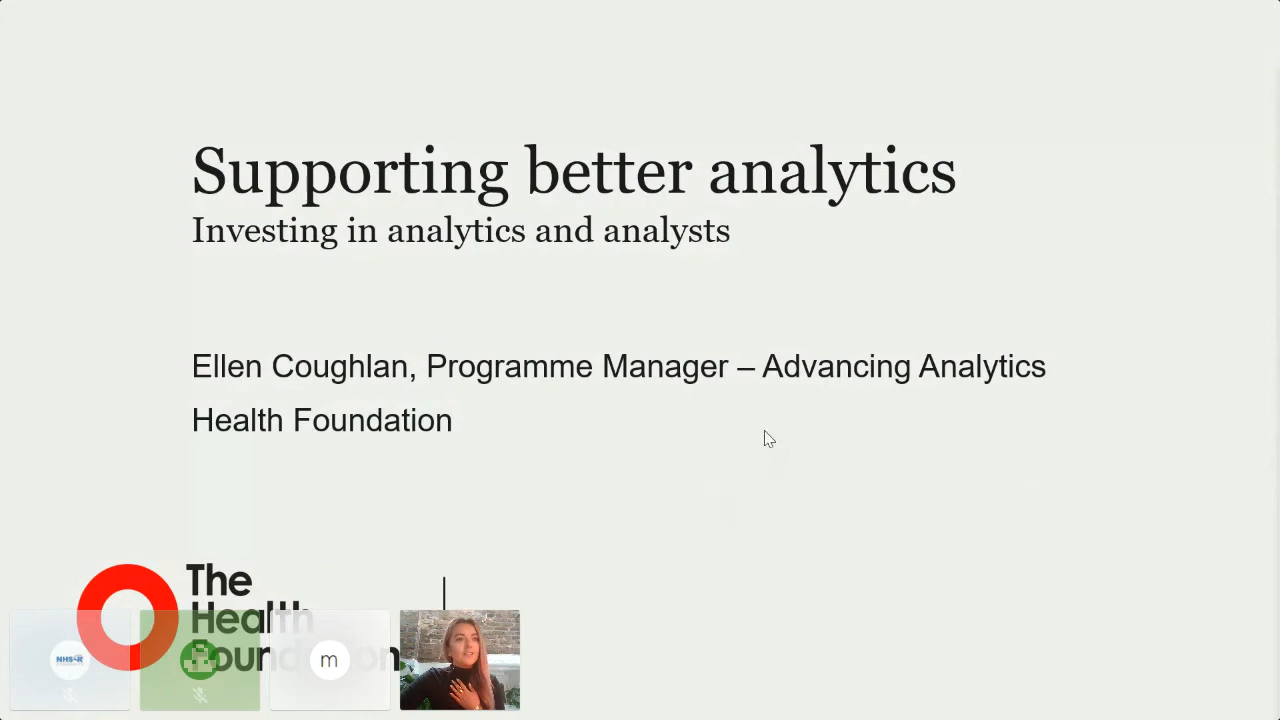 Supporting better analytics
Investing in analytics and analysts
Ellen Coughlan, Programme Manager – Advancing Analytics
Health Foundation
The
Health
Foundation
NHS-R
m